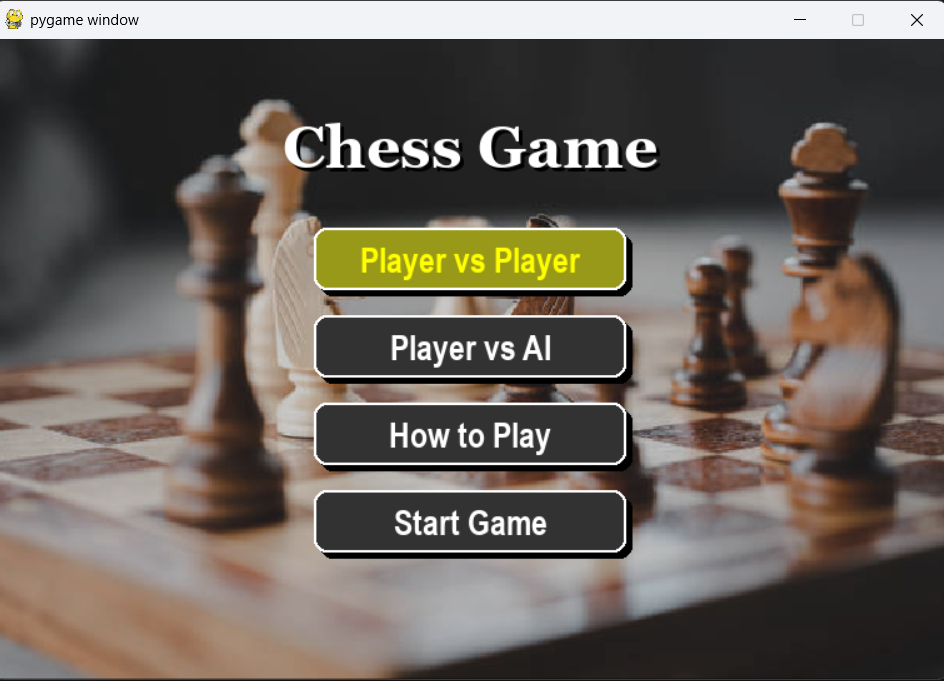 pygame window
Chess Game
Player vs Player
Player vs AI
How to Play
Start Game